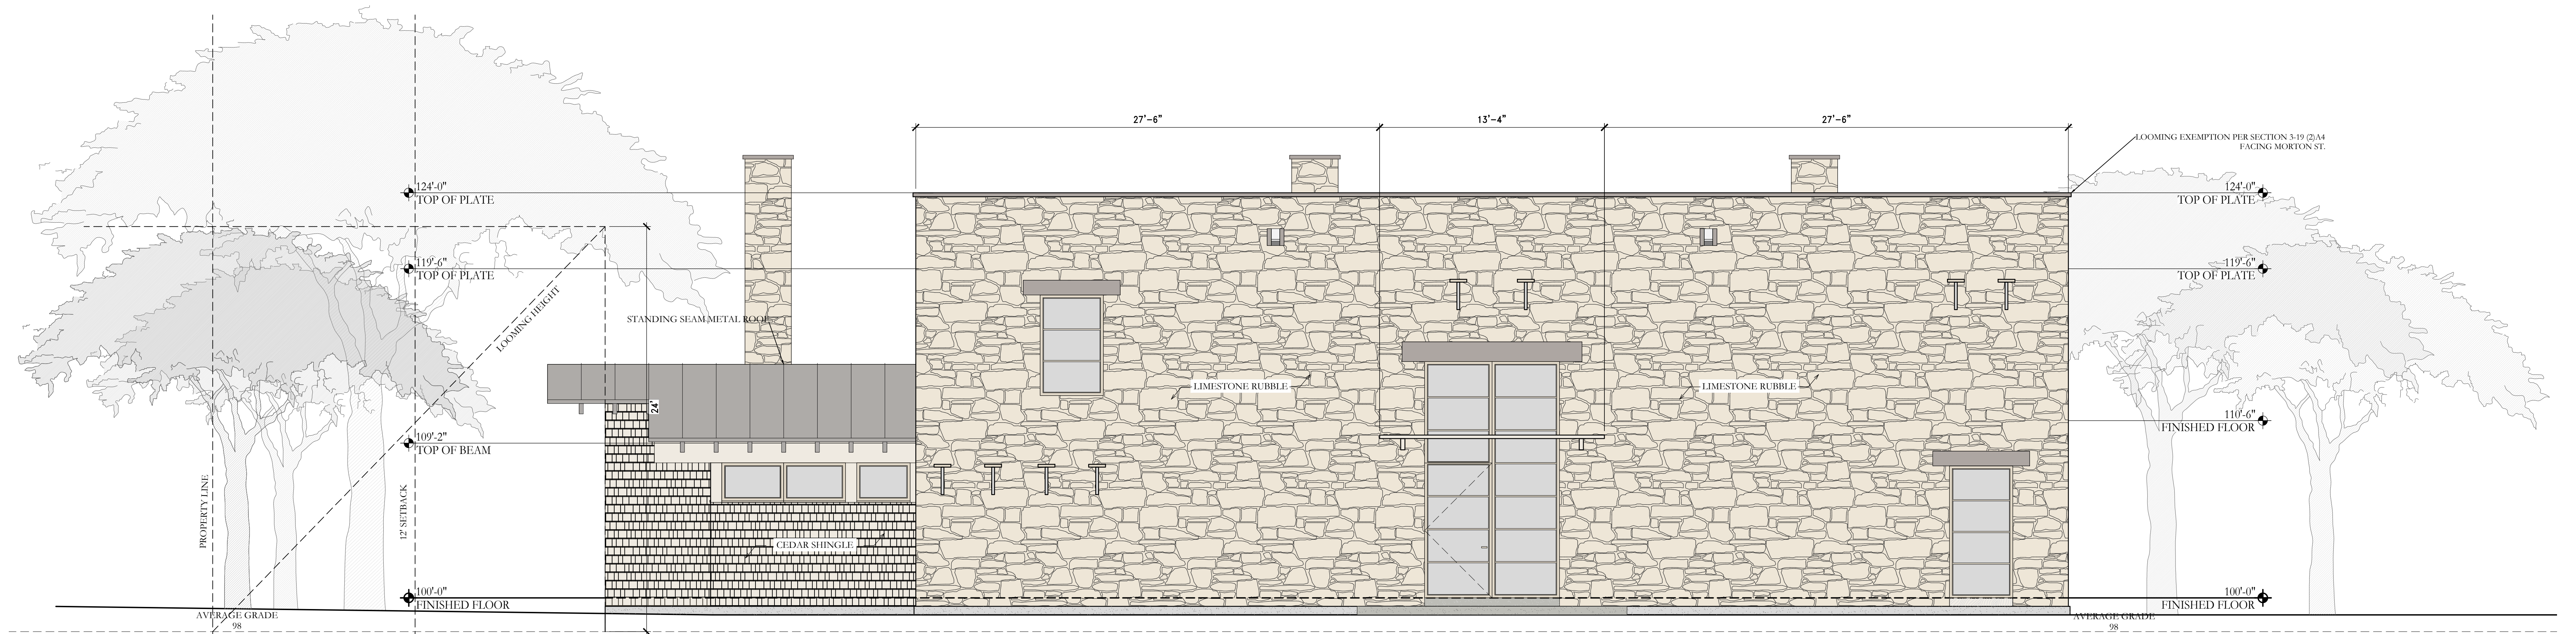 27'-6"
13'-4"
27'-6"
LOOMING EXEMPTION PER SECTION 3-19 (2)A4
FACING MORTON ST.
124'-0"
TOP OF PLATE
124'-0"
TOP OF PLATE
119'-6"
TOP OF PLATE
119'-6"
TOP OF PLATE
LOOMING HEIGHT
STANDING SEAM METAL ROOF
LIMESTONE RUBBLE
LIMESTONE RUBBLE
24'
110'-6"
FINISHED FLOOR
109'-2"
TOP OF BEAM
PROPERTY LINE
12' SETBACK
CEDAR SHINGLE
100'-0"
FINISHED FLOOR
100'-0"
FINISHED FLOOR
AVERAGE GRADE
98
AVERAGE GRADE
98